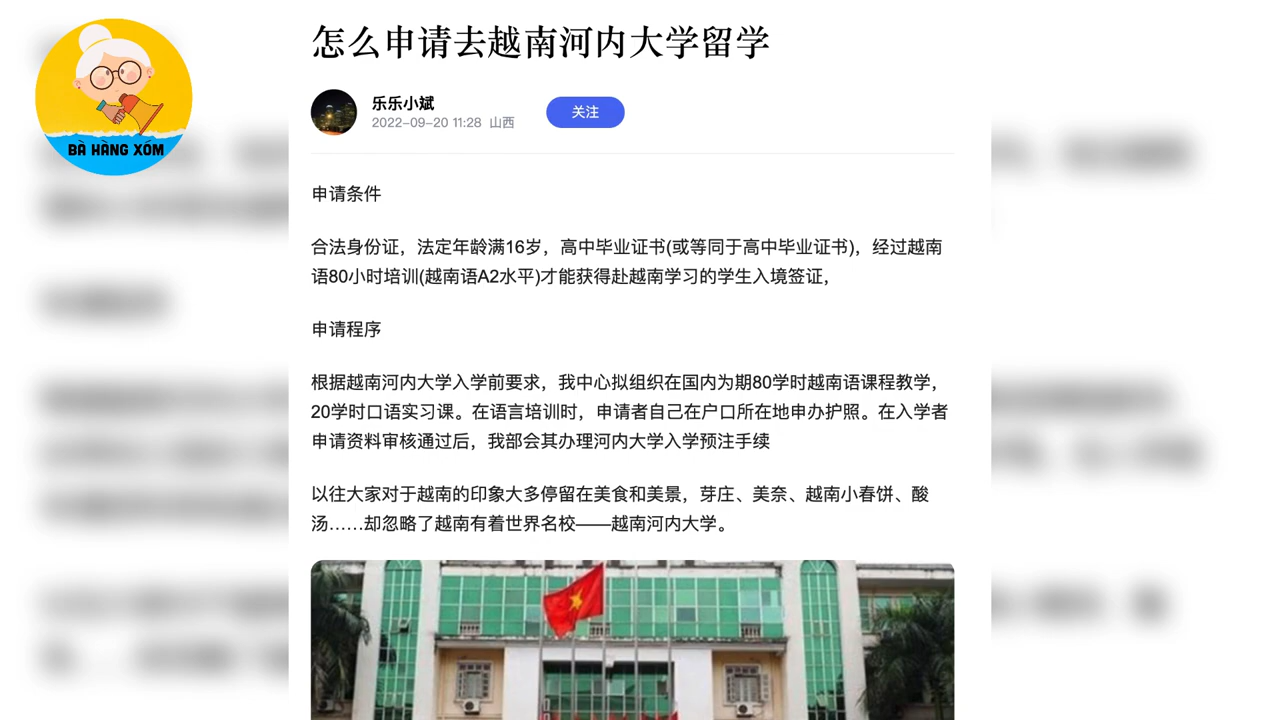 BÀ HÀNG XÓM
怎么申请去越南河内大学留学
乐乐小斌
2022-09-20 11:28 山西
关注
申请条件
合法身份证，法定年龄满16岁，高中毕业证书(或等同于高中毕业证书)，经过越南
语80小时培训(越南语A2水平)才能获得赴越南学习的学生入境签证，
申请程序
根据越南河内大学入学前要求，我中心拟组织在国内为期80学时越南语课程教学，
20学时口语实习课。在语言培训时，申请者自己在户口所在地申办护照。在入学者
申请资料审核通过后，我部会其办理河内大学入学预注手续
以往大家对于越南的印象大多停留在美食和美景，芽庄、美奈、越南小春饼、酸
汤……却忽略了越南有着世界名校——越南河内大学。